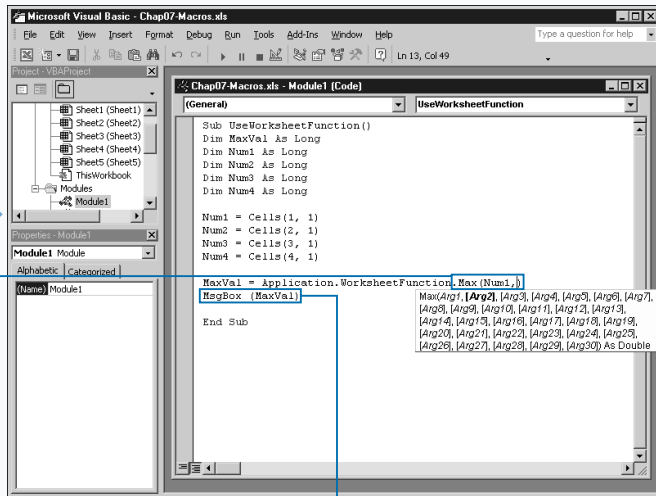 Microsoft Visual Basic - Chap07-Macros.xls
File Edit View Insert Format Debug Run Tools Add-Ins Window Help
Type a question for help
Ln 13, Col 49
Project - VBAProject
Sheet1 (Sheet1)
Sheet2 (Sheet2)
Sheet3 (Sheet3)
Sheet4 (Sheet4)
Sheet5 (Sheet5)
ThisWorkbook
Modules
Module1
Properties - Module1
Module1 Module
Alphabetic Categorized
(Name) Module1
Chap07-Macros.xls - Module1 (Code)
(General) UseWorksheetFunction
Sub UseWorksheetFunction()
Dim MaxVal As Long
Dim Num1 As Long
Dim Num2 As Long
Dim Num3 As Long
Dim Num4 As Long
Num1 = Cells(1, 1)
Num2 = Cells(2, 1)
Num3 = Cells(3, 1)
Num4 = Cells(4, 1)
MaxVal = Application.WorksheetFunction.Max(Num1,)
MsgBox (MaxVal)
Max(Arg1, [Arg2], [Arg3], [Arg4], [Arg5], [Arg6], [Arg7],
[Arg8], [Arg9], [Arg10], [Arg11], [Arg12], [Arg13],
[Arg14], [Arg15], [Arg16], [Arg17], [Arg18], [Arg19],
[Arg20], [Arg21], [Arg22], [Arg23], [Arg24], [Arg25],
[Arg26], [Arg27], [Arg28], [Arg29], [Arg30]) As Double
End Sub